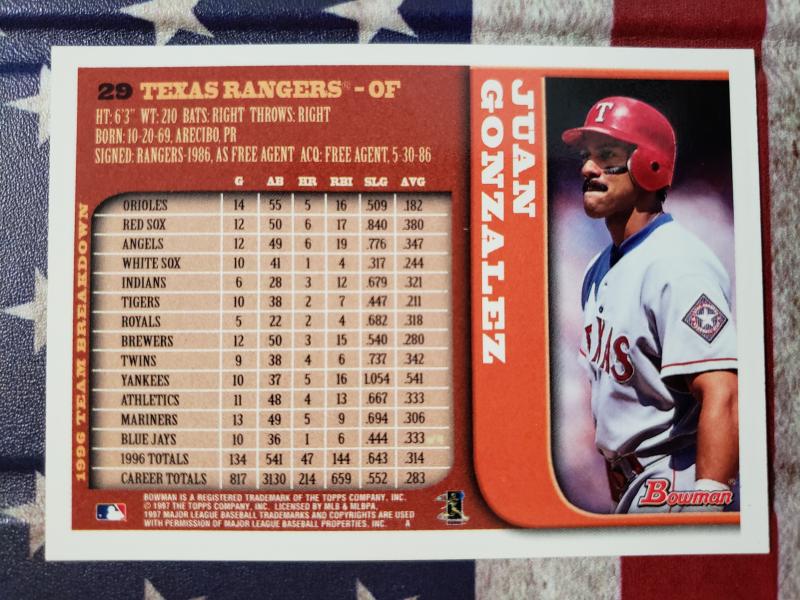 29 TEXAS RANGERS® - OF
HT: 6'3" WT: 210 BATS: RIGHT THROWS: RIGHT
BORN: 10-20-69, ARECIBO, PR
SIGNED: RANGERS-1986, AS FREE AGENT ACQ: FREE AGENT, 5-30-86
1996 TEAM BREAKDOWN
G AB HR RBI SLG AVG
ORIOLES 14 55 5 16 .509 .182
RED SOX 12 50 6 17 .840 .380
ANGELS 12 49 6 19 .776 .347
WHITE SOX 10 41 1 4 .317 .244
INDIANS 6 28 3 12 .679 .321
TIGERS 10 38 2 7 .447 .211
ROYALS 5 22 2 4 .682 .318
BREWERS 12 50 3 15 .540 .280
TWINS 9 38 4 6 .737 .342
YANKEES 10 37 5 16 1.054 .541
ATHLETICS 11 48 4 13 .667 .333
MARINERS 13 49 5 9 .694 .306
BLUE JAYS 10 36 1 6 .444 .333
1996 TOTALS 134 541 47 144 .643 .314
CAREER TOTALS 817 3130 214 659 .552 .283
BOWMAN IS A REGISTERED TRADEMARK OF THE TOPPS COMPANY, INC.
© 1997 THE TOPPS COMPANY, INC. LICENSED BY MLB & MLBPA.
1997 MAJOR LEAGUE BASEBALL TRADEMARKS AND COPYRIGHTS ARE USED
WITH PERMISSION OF MAJOR LEAGUE BASEBALL PROPERTIES, INC. A
JUAN
GONZALEZ
T
TEXAS
Bowman®